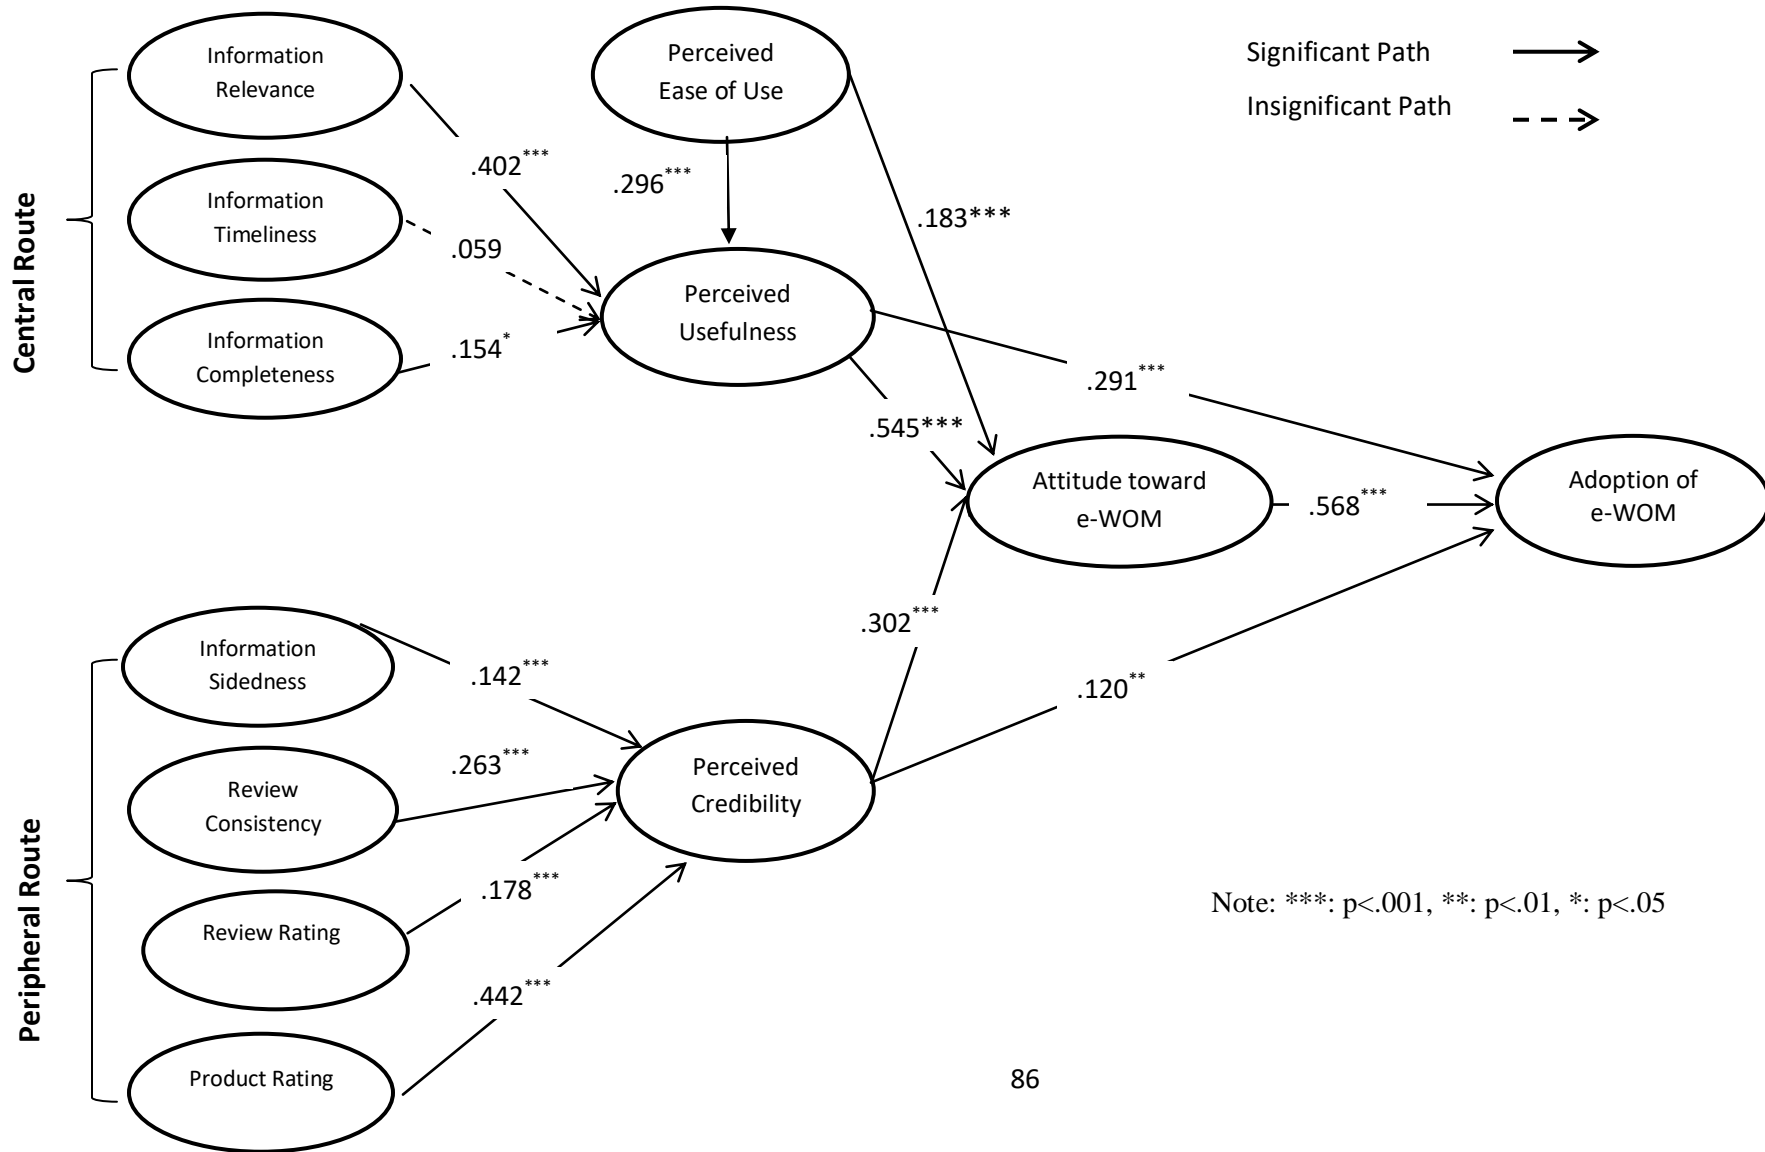 Central Route
Information
Relevance
Information
Timeliness
Information
Completeness
Perceived
Ease of Use
Perceived
Usefulness
.402***
.059
.154*
.296***
.183***
.545***
.291***
Significant Path
Insignificant Path
Attitude toward
e-WOM
.568***
Adoption of
e-WOM
Peripheral Route
Information
Sidedness
Review
Consistency
Review Rating
Product Rating
.142***
.263***
.178***
.442***
Perceived
Credibility
.302***
.120**
Note: ***: p<.001, **: p<.01, *: p<.05
86